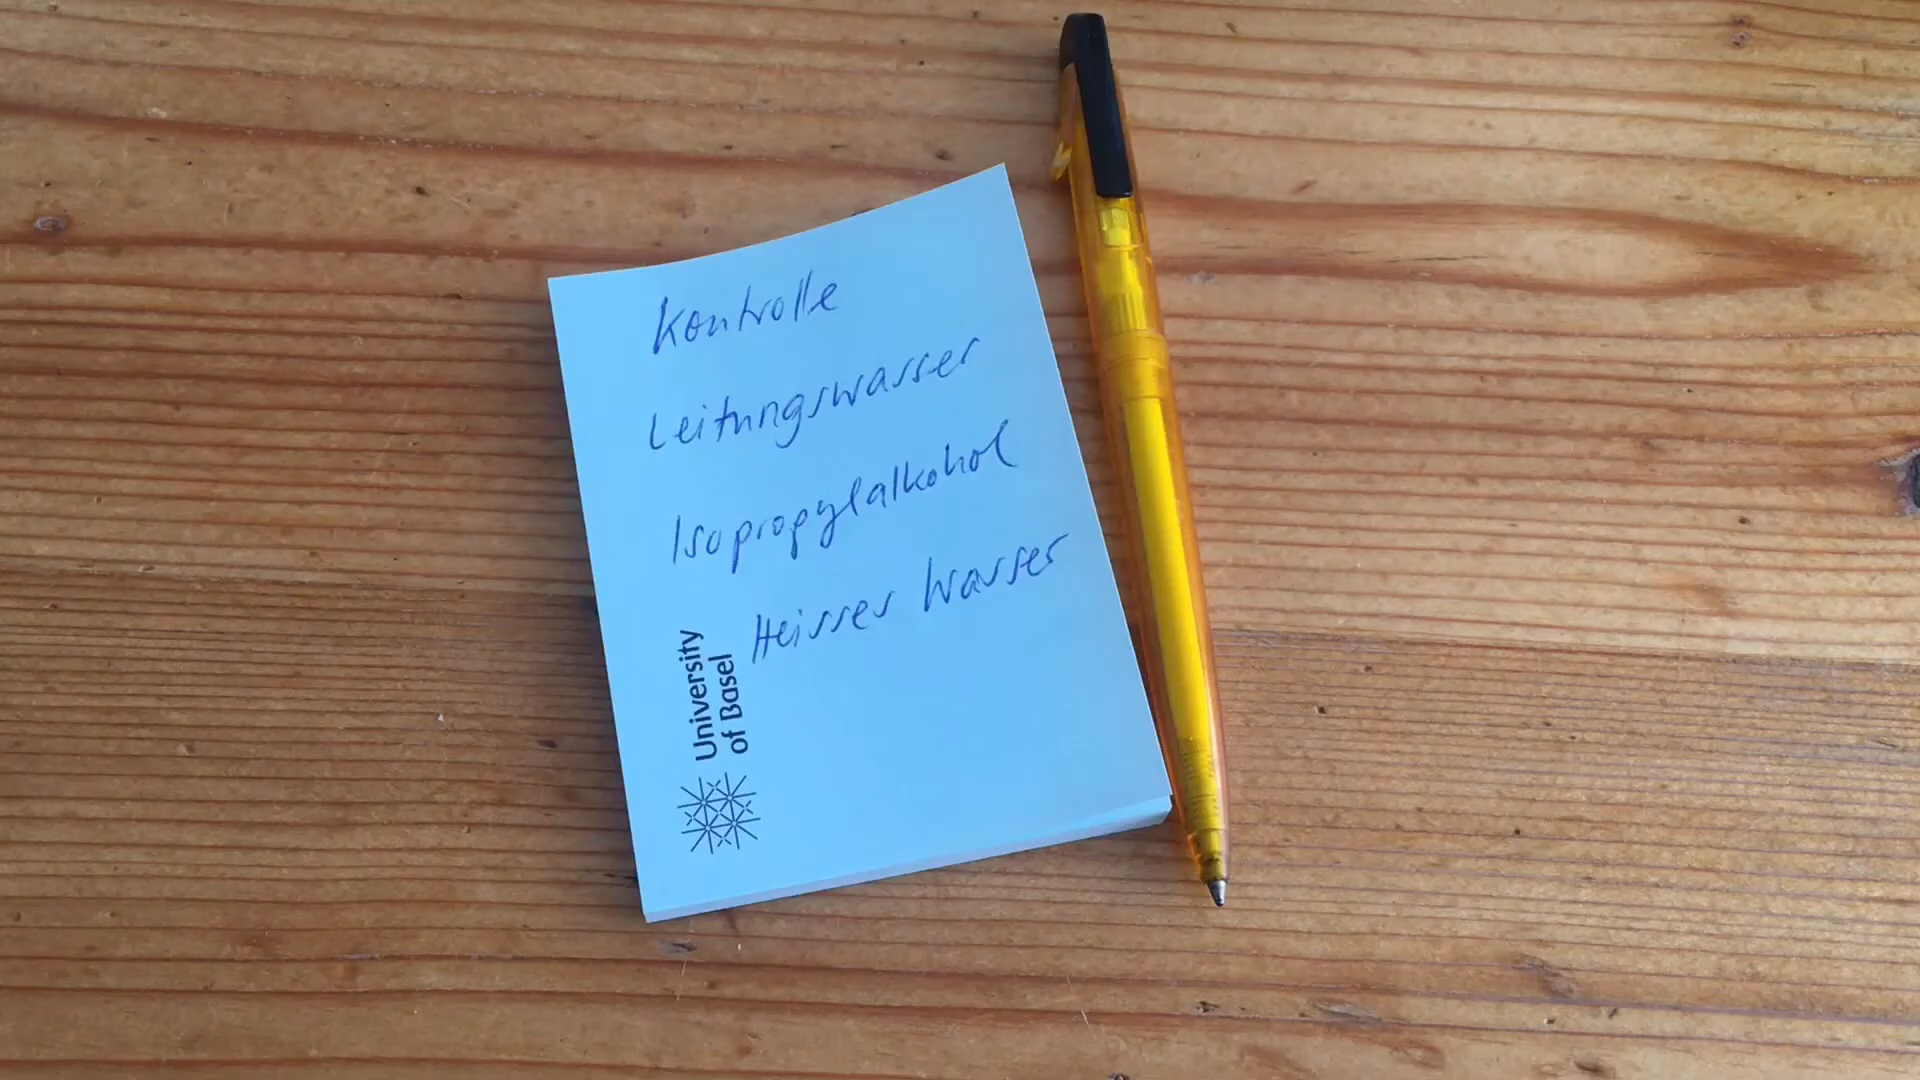 Kontrolle
Leitungswasser
Isopropylalkohol
Heisses Wasser
University
of Basel